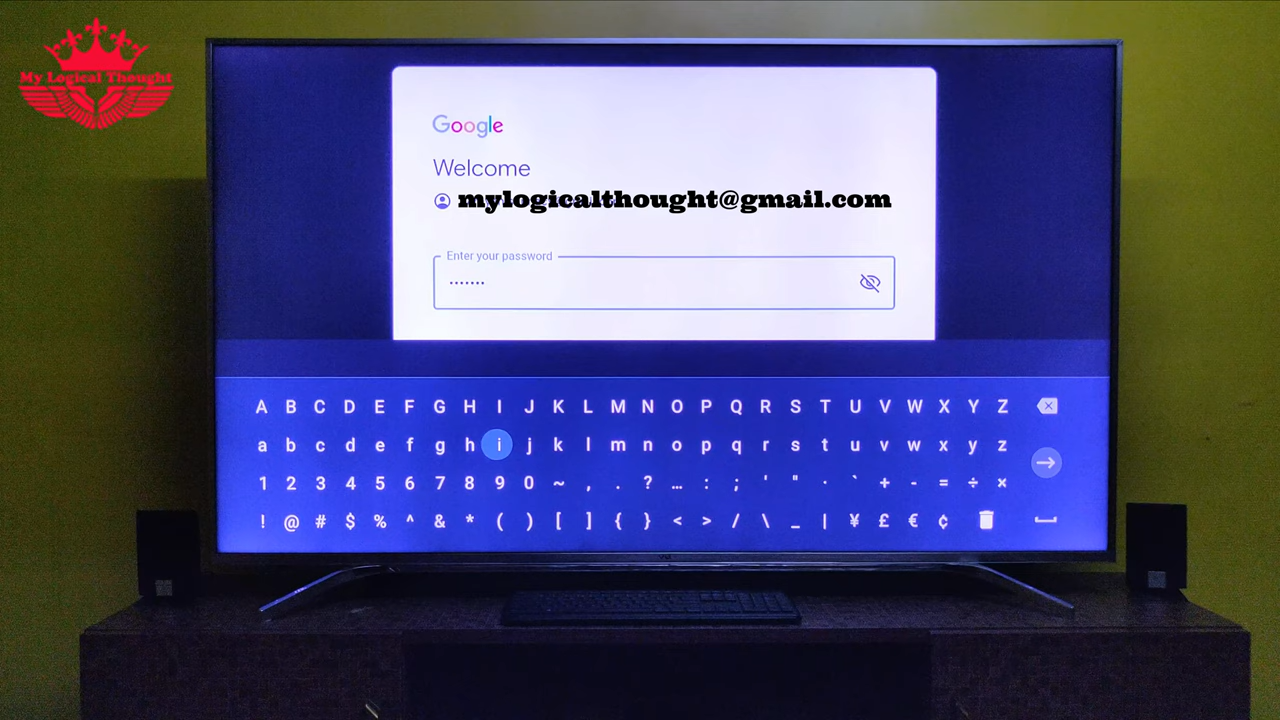 My Logical Thought
Google
Welcome
mylogicalthought@gmail.com
Enter your password
•••••••
A B C D E F G H I J K L M N O P Q R S T U V W X Y Z
a b c d e f g h i j k l m n o p q r s t u v w x y z
1 2 3 4 5 6 7 8 9 0 ~ , . ? … : ; ' " · ` + - = ÷ ×
! @ # $ % ^ & * ( ) [ ] { } < > / \ _ | ¥ £ € ¢